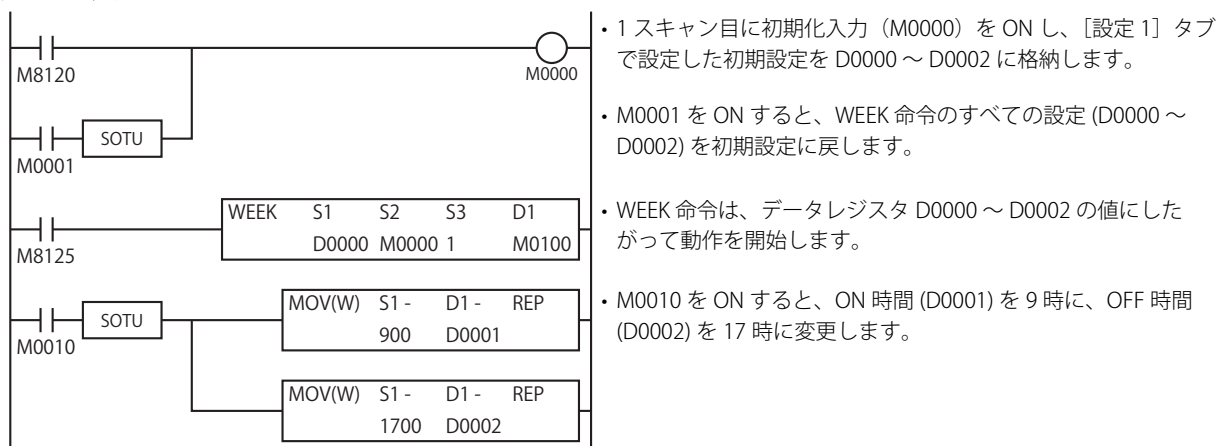 M8120
M0000
SOTU
M0001
WEEK S1 S2 S3 D1
D0000 M0000 1 M0100
M8125
SOTU
M0010
MOV(W) S1 - D1 - REP
900 D0001
MOV(W) S1 - D1 - REP
1700 D0002
・1 スキャン目に初期化入力（M0000）を ON し、［設定 1］タブ
で設定した初期設定を D0000 ～ D0002 に格納します。
・M0001 を ON すると、WEEK 命令のすべての設定 (D0000 ～
D0002) を初期設定に戻します。
・WEEK 命令は、データレジスタ D0000 ～ D0002 の値にした
がって動作を開始します。
・M0010 を ON すると、ON 時間 (D0001) を 9 時に、OFF 時間
(D0002) を 17 時に変更します。